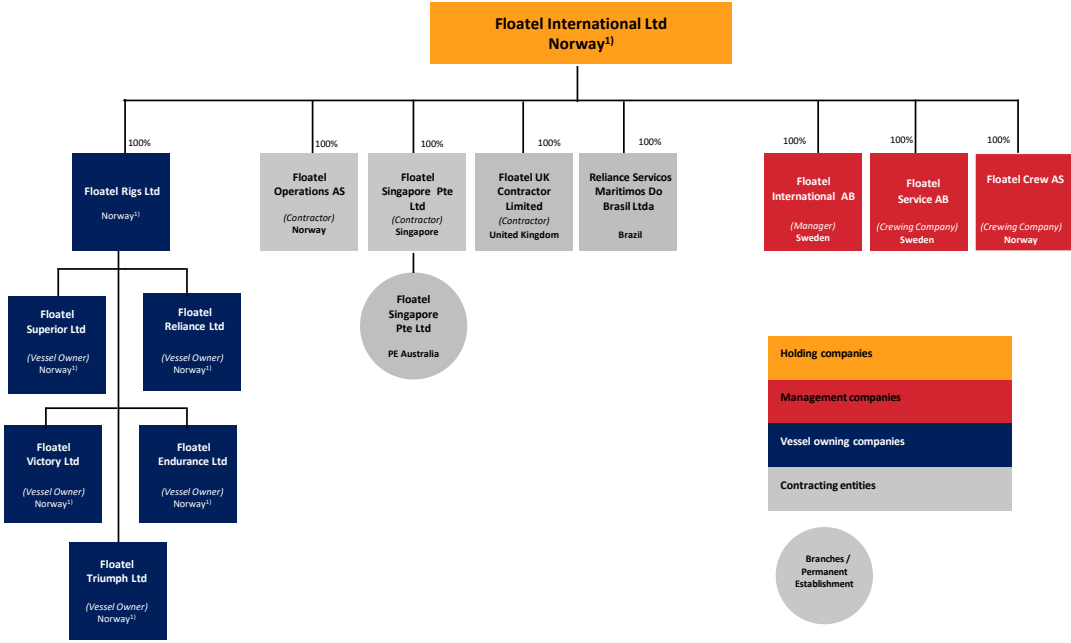 Floatel International Ltd
Norway1)
100%
100%
100%
100%
100%
100%
100%
100%
Floatel Rigs Ltd
Norway1)
Floatel
Operations AS
(Contractor)
Norway
Floatel
Singapore Pte
Ltd
(Contractor)
Singapore
Floatel UK
Contractor
Limited
(Contractor)
United Kingdom
Reliance Servicos
Maritimos Do
Brasil Ltda
Brazil
Floatel
International AB
(Manager)
Sweden
Floatel
Service AB
(Crewing Company)
Sweden
Floatel Crew AS
(Crewing Company)
Norway
Floatel
Superior Ltd
(Vessel Owner)
Norway1)
Floatel
Reliance Ltd
(Vessel Owner)
Norway1)
Floatel
Singapore
Pte Ltd
PE Australia
Floatel
Victory Ltd
(Vessel Owner)
Norway1)
Floatel
Endurance Ltd
(Vessel Owner)
Norway1)
Floatel
Triumph Ltd
(Vessel Owner)
Norway1)
Holding companies
Management companies
Vessel owning companies
Contracting entities
Branches /
Permanent
Establishment